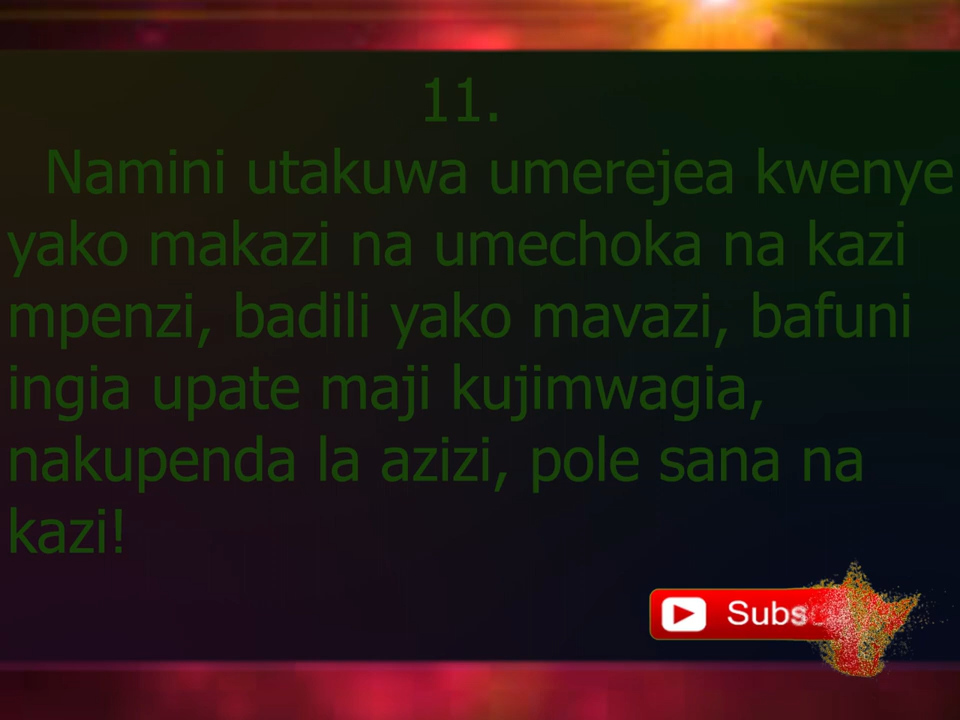 11.
Namini utakuwa umerejea kwenye
yako makazi na umechoka na kazi
mpenzi, badili yako mavazi, bafuni
ingia upate maji kujimwagia,
nakupenda la azizi, pole sana na
kazi!
Subs